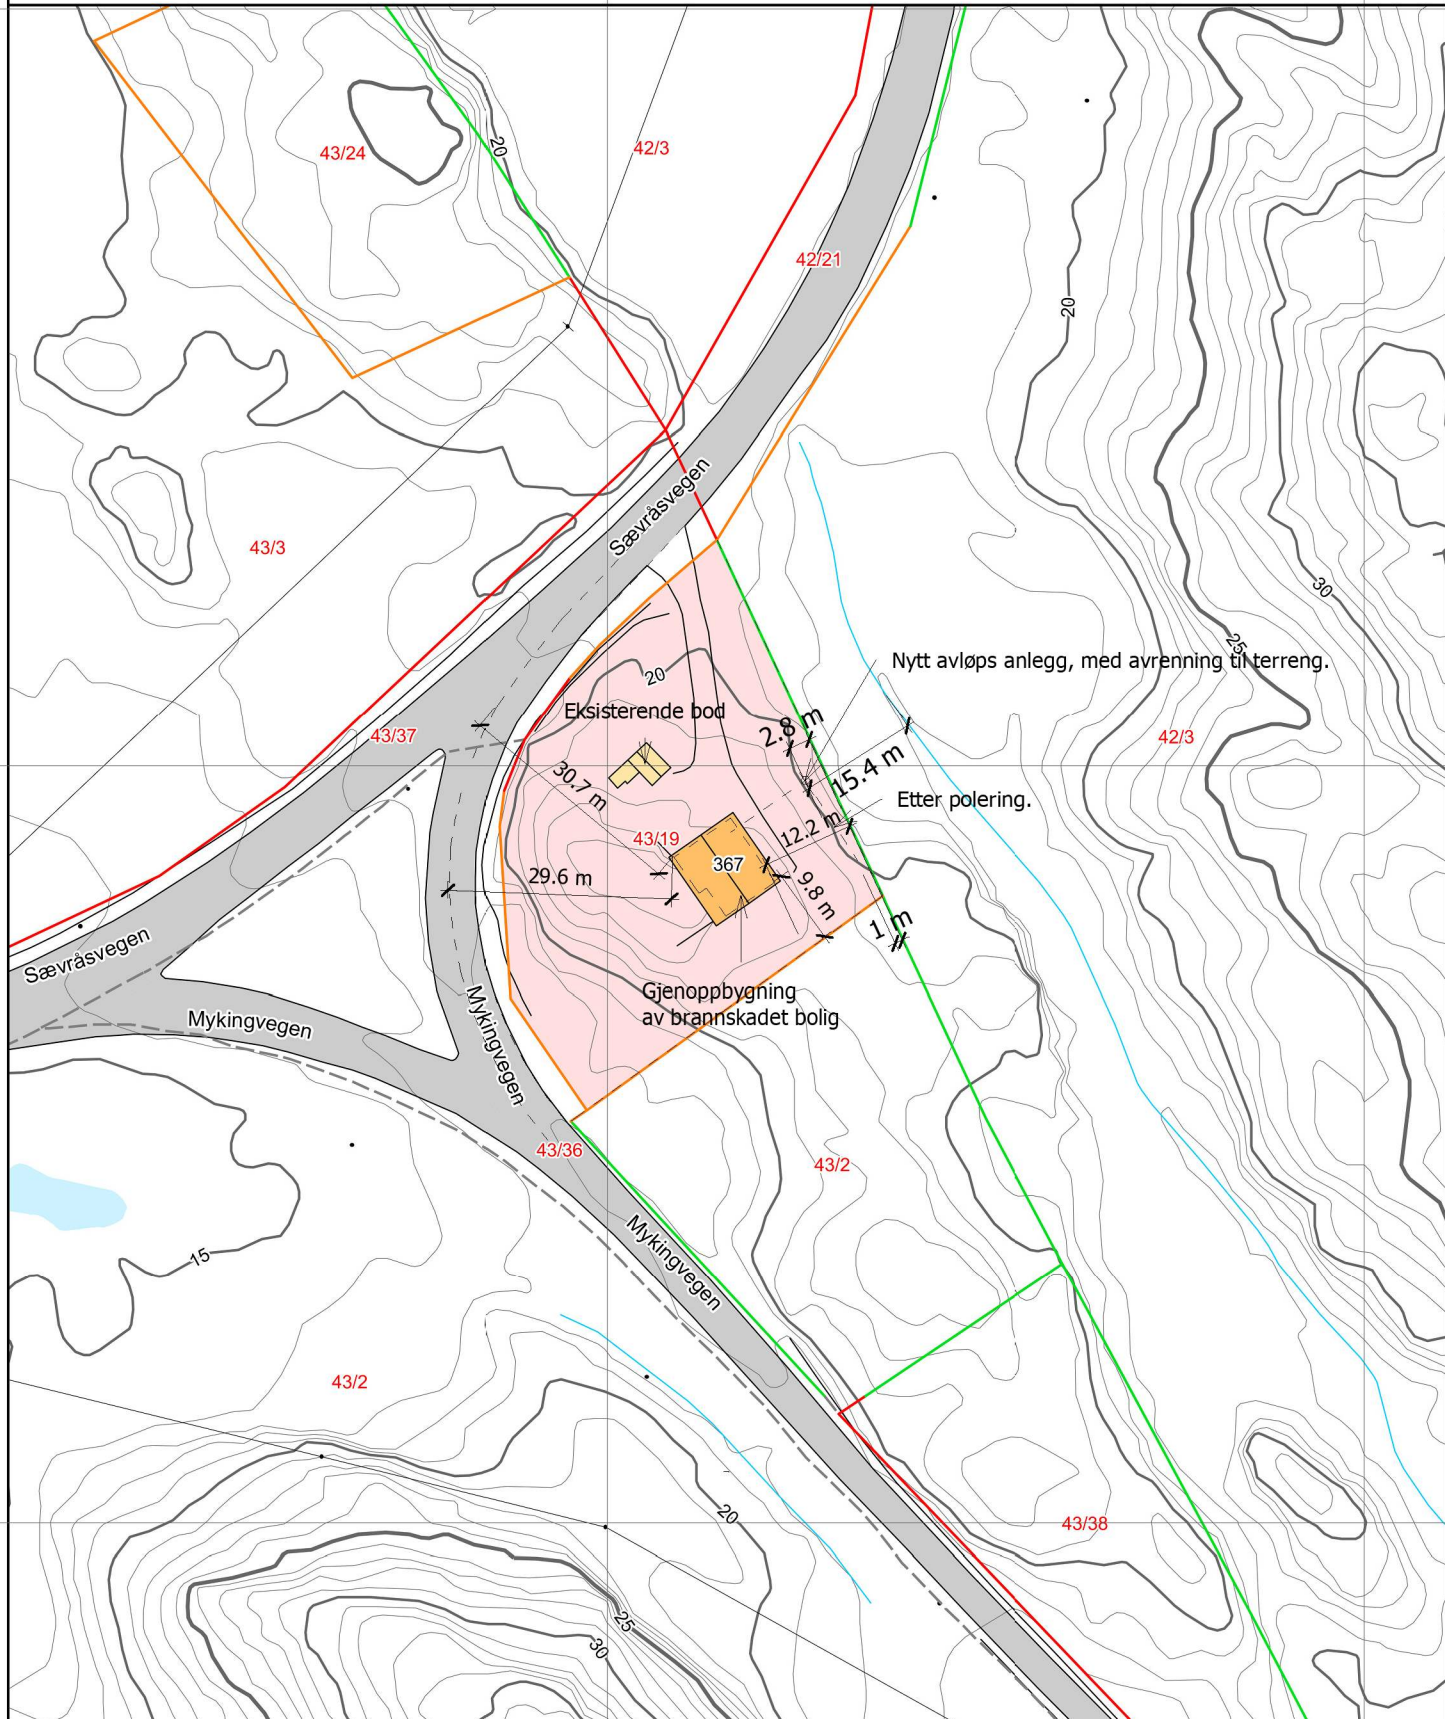 20
43/24
42/3
42/21
20
Sævråsvegen
43/3
30
25
Nytt avløps anlegg, med avrenning til terreng.
20
Eksisterende bod
2.8 m
43/37
42/3
15.4 m
30.7 m
Etter polering.
12.2 m
43/19
367
29.6 m
9.8 m
1 m
Sævråsvegen
Gjenoppbygning
av brannskadet bolig
Mykingvegen
Mykingvegen
43/36
43/2
Mykingvegen
15
43/2
20
43/38
25
30